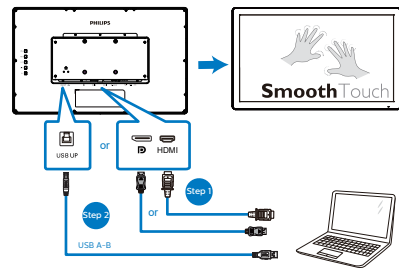 PHILIPS
SmoothTouch
USB UP
or
HDMI
Step 1
or
Step 2
USB A-B